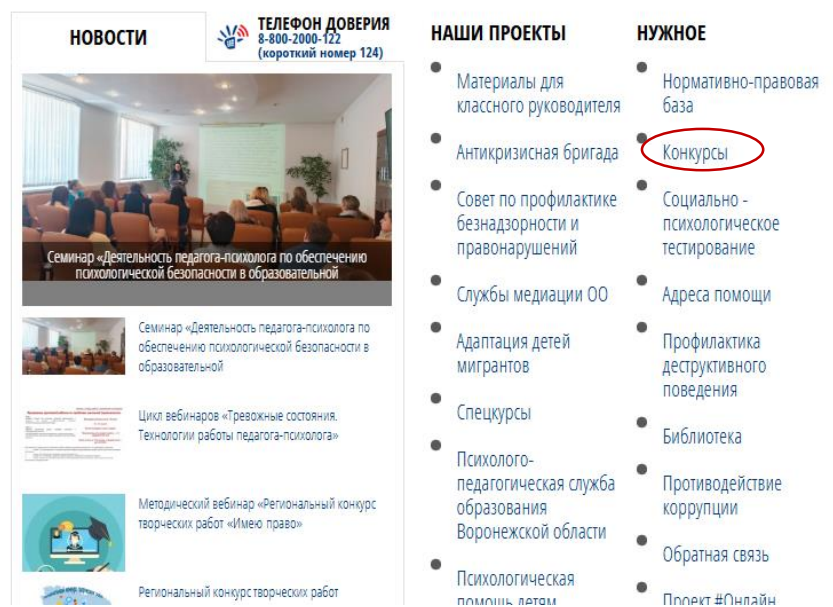 НОВОСТИ
ТЕЛЕФОН ДОВЕРИЯ
8-800-2000-122
(короткий номер 124)
Семинар «Деятельность педагога-психолога по обеспечению
психологической безопасности в образовательной
Семинар «Деятельность педагога-психолога по
обеспечению психологической безопасности в
образовательной
Цикл вебинаров «Тревожные состояния.
Технологии работы педагога-психолога»
Методический вебинар «Региональный конкурс
творческих работ «Имею право»
Региональный конкурс творческих работ
НАШИ ПРОЕКТЫ
Материалы для
классного руководителя
Антикризисная бригада
Совет по профилактике
безнадзорности и
правонарушений
Службы медиации ОО
Адаптация детей
мигрантов
Спецкурсы
Психолого-
педагогическая служба
образования
Воронежской области
Психологическая
помощь детям
НУЖНОЕ
Нормативно-правовая
база
Конкурсы
Социально -
психологическое
тестирование
Адреса помощи
Профилактика
деструктивного
поведения
Библиотека
Противодействие
коррупции
Обратная связь
Проект #Онлайн